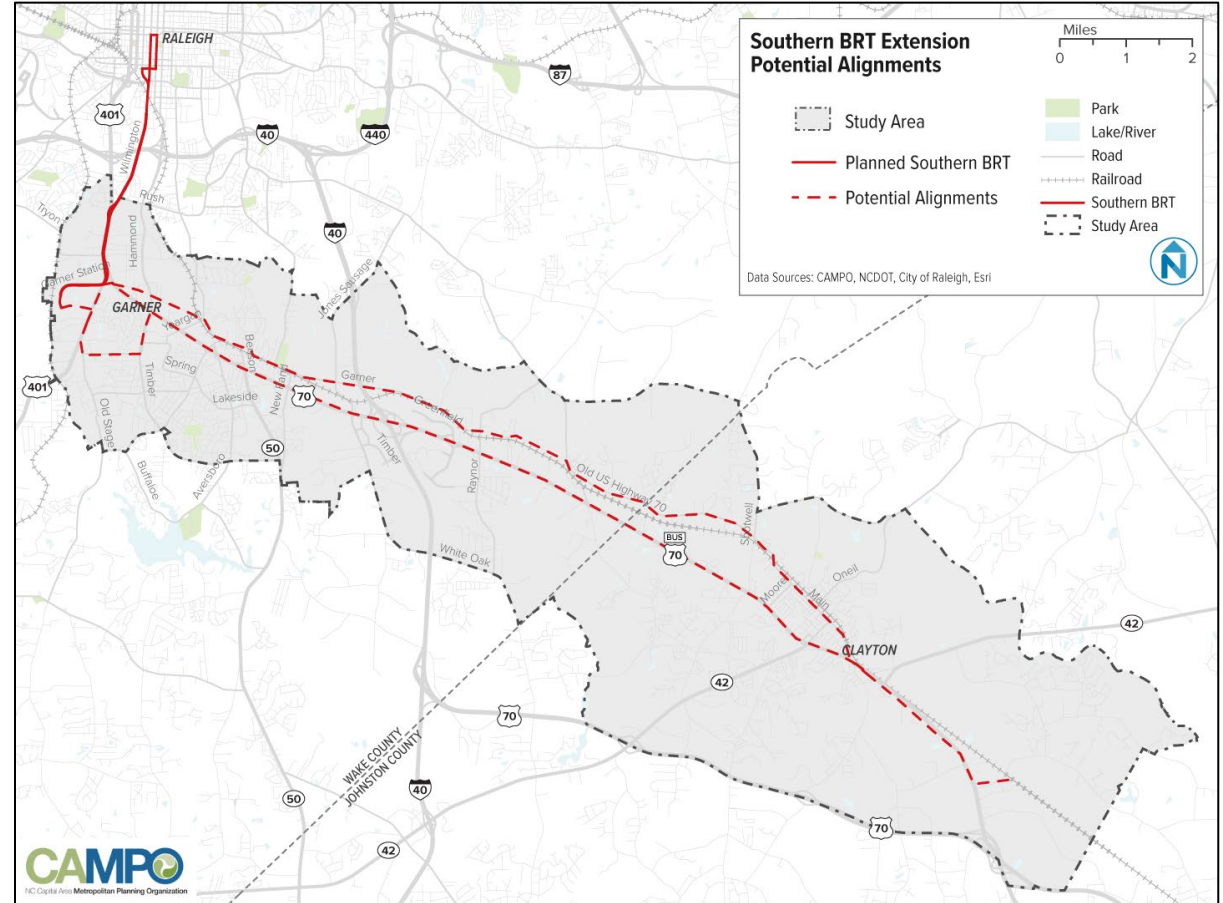 Southern BRT Extension
Potential Alignments
Study Area
Planned Southern BRT
Potential Alignments
Miles
0 1 2
Park
Lake/River
Road
Railroad
Southern BRT
Study Area
N
Data Sources: CAMPO, NCDOT, City of Raleigh, Esri
RALEIGH
87
401
40
440
Wilmington
Rush
Tryon
Hammond
40
Garner Station
Jones Sausage
GARNER
Yeargan
Benson
Spring
Timber
New Rand
Garner
401
Lakeside
70
Greenfield
Old Stage
50
Timber
Buffaloe
Aversboro
Raynor
Old US Highway 70
Shotwell
BUS
70
White Oak
Moore
Oneil
Main
42
CLAYTON
42
70
WAKE COUNTY
JOHNSTON COUNTY
40
50
70
42
CAMPO
NC Capital Area Metropolitan Planning Organization